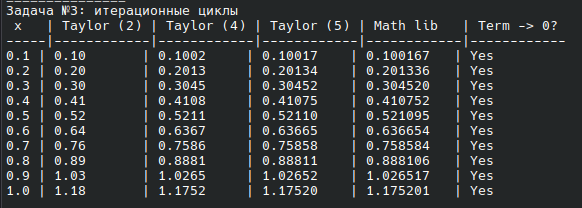 Задача №3: итерационные циклы
x | Taylor (2) | Taylor (4) | Taylor (5) | Math lib | Term -> 0?
-----|-----------|-----------|-----------|-----------|-----------
0.1 | 0.10 | 0.1002 | 0.10017 | 0.100167 | Yes
0.2 | 0.20 | 0.2013 | 0.20134 | 0.201336 | Yes
0.3 | 0.30 | 0.3045 | 0.30452 | 0.304520 | Yes
0.4 | 0.41 | 0.4108 | 0.41075 | 0.410752 | Yes
0.5 | 0.52 | 0.5211 | 0.52110 | 0.521095 | Yes
0.6 | 0.64 | 0.6367 | 0.63665 | 0.636654 | Yes
0.7 | 0.76 | 0.7586 | 0.75858 | 0.758584 | Yes
0.8 | 0.89 | 0.8881 | 0.88811 | 0.888106 | Yes
0.9 | 1.03 | 1.0265 | 1.02652 | 1.026517 | Yes
1.0 | 1.18 | 1.1752 | 1.17520 | 1.175201 | Yes